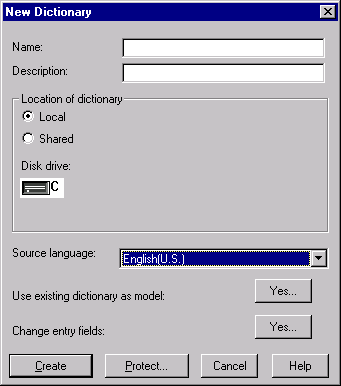 New Dictionary
Name:
Description:
Location of dictionary
Local
Shared
Disk drive:
C
Source language: English(U.S.)
Use existing dictionary as model: Yes...
Change entry fields: Yes...
Create Protect... Cancel Help